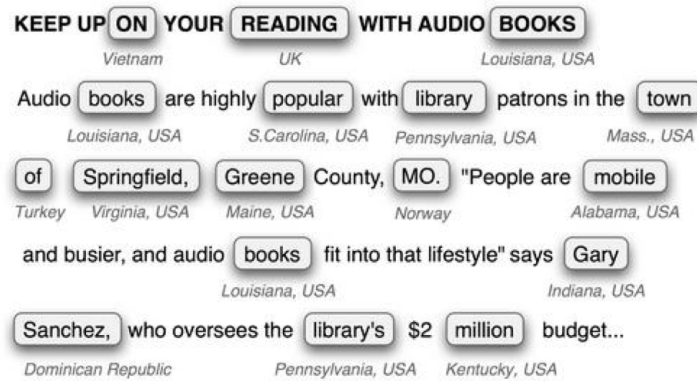 KEEP UP ON YOUR READING WITH AUDIO BOOKS
Vietnam UK Louisiana, USA
Audio books are highly popular with library patrons in the town
Louisiana, USA S.Carolina, USA Pennsylvania, USA Mass., USA
of Springfield, Greene County, MO. "People are mobile
Turkey Virginia, USA Maine, USA Norway Alabama, USA
and busier, and audio books fit into that lifestyle" says Gary
Louisiana, USA Indiana, USA
Sanchez, who oversees the library's $2 million budget...
Dominican Republic Pennsylvania, USA Kentucky, USA